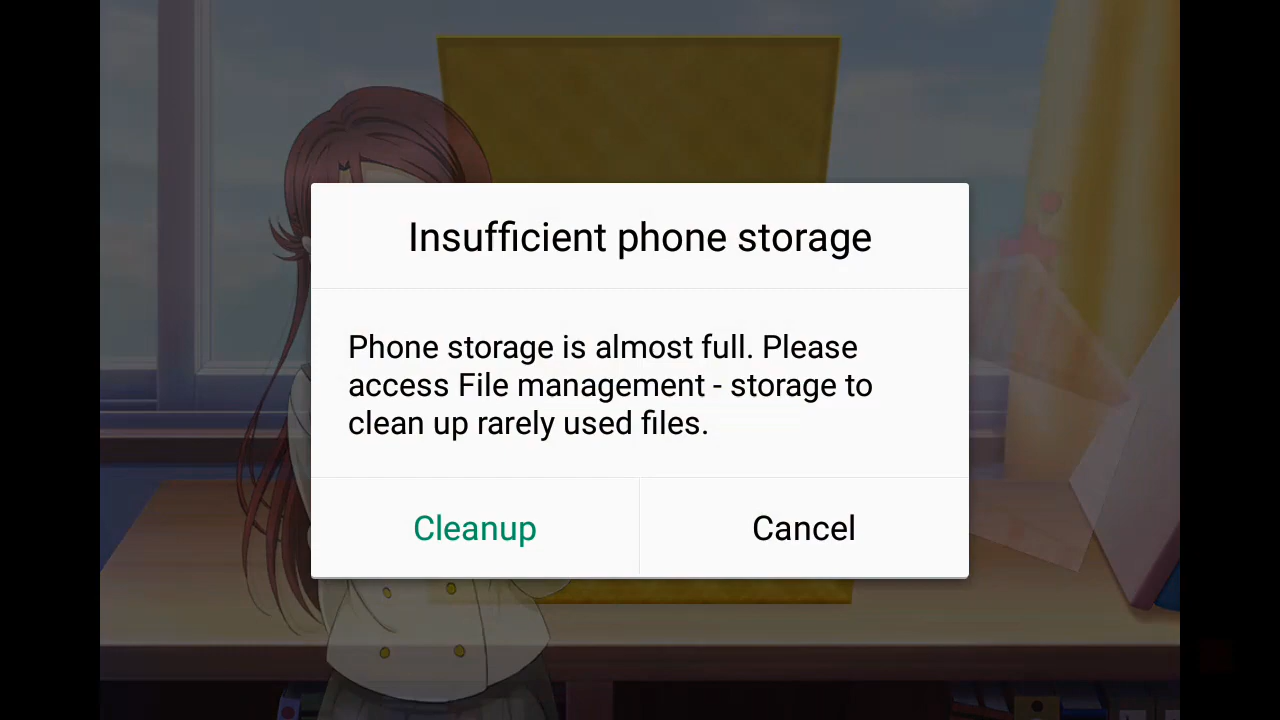 Insufficient phone storage
Phone storage is almost full. Please
access File management - storage to
clean up rarely used files.
Cleanup
Cancel